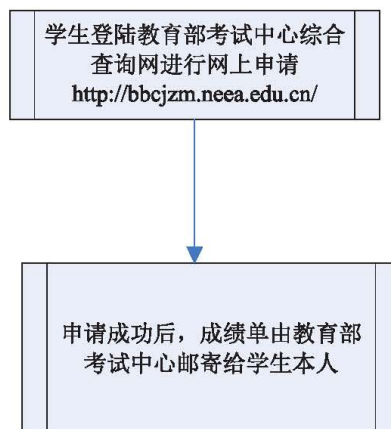 学生登陆教育部考试中心综合
查询网进行网上申请
http://bbcjzm.neea.edu.cn/
申请成功后，成绩单由教育部
考试中心邮寄给学生本人